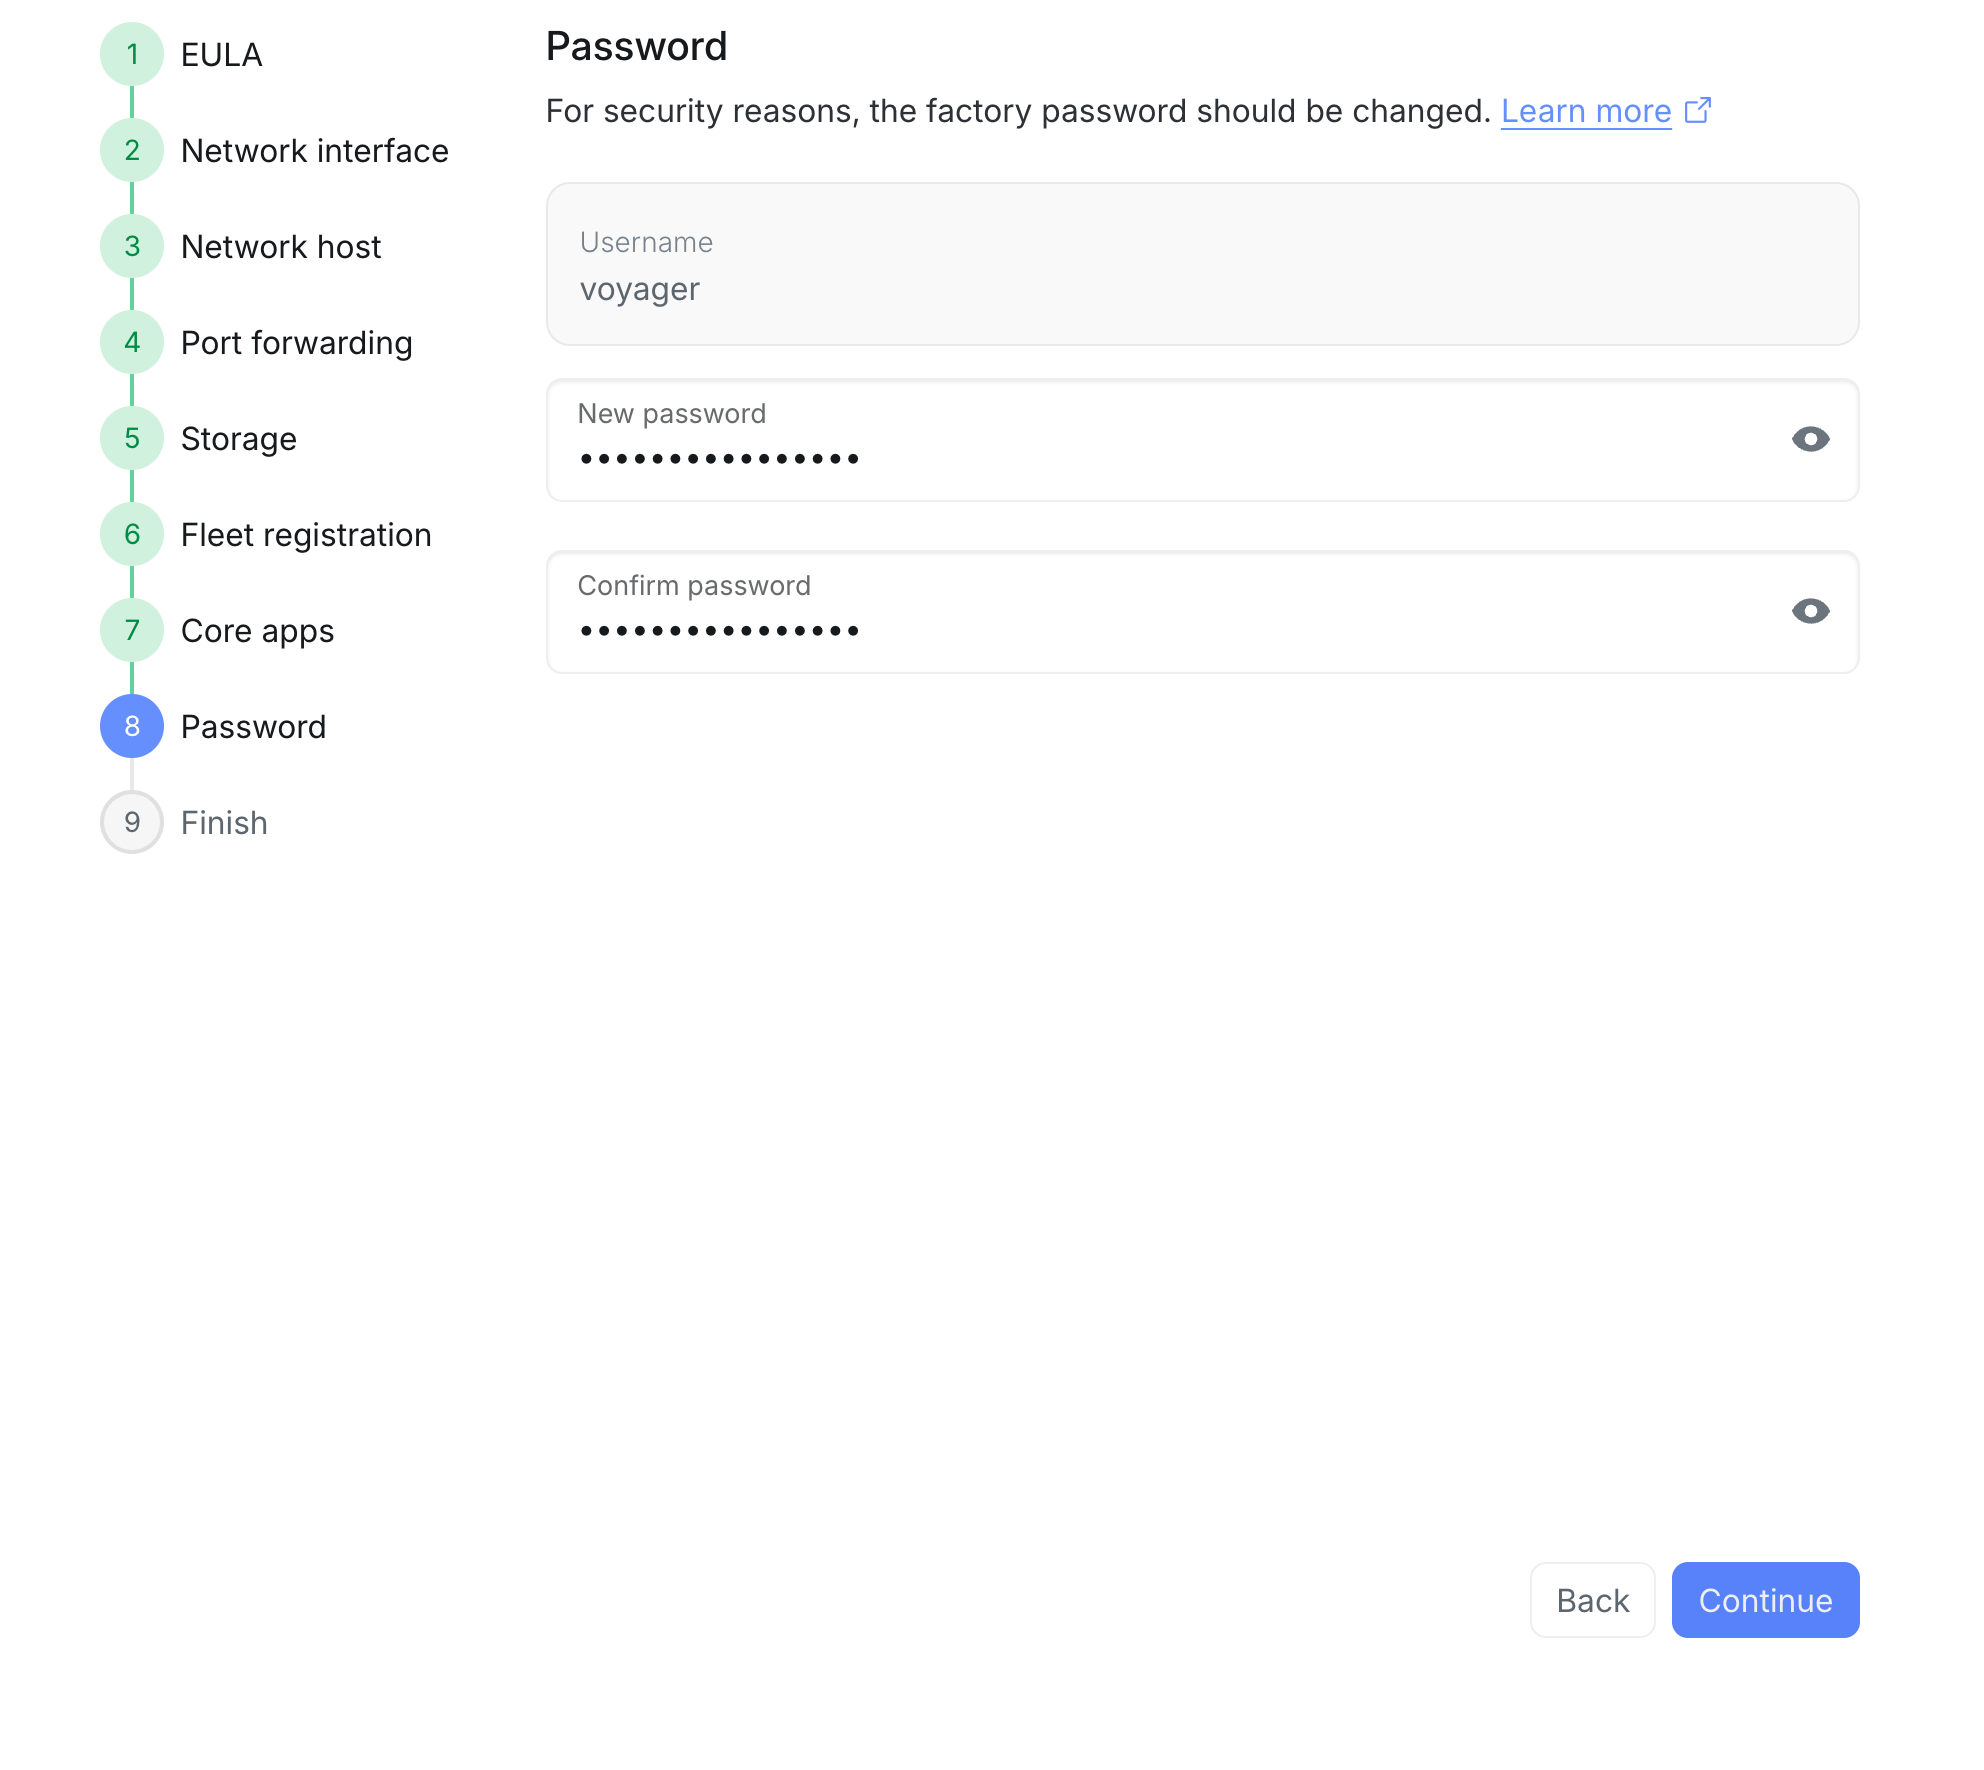 1 EULA
2 Network interface
3 Network host
4 Port forwarding
5 Storage
6 Fleet registration
7 Core apps
8 Password
9 Finish
Password
For security reasons, the factory password should be changed. Learn more
Username
voyager
New password
••••••••••••••••
Confirm password
••••••••••••••••
Back Continue